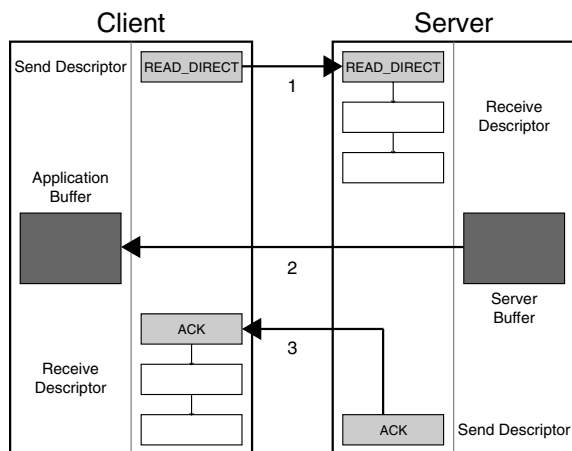 Client
Server
Send Descriptor
READ_DIRECT
1
READ_DIRECT
Receive
Descriptor
Application
Buffer
2
Server
Buffer
ACK
3
Receive
Descriptor
ACK
Send Descriptor